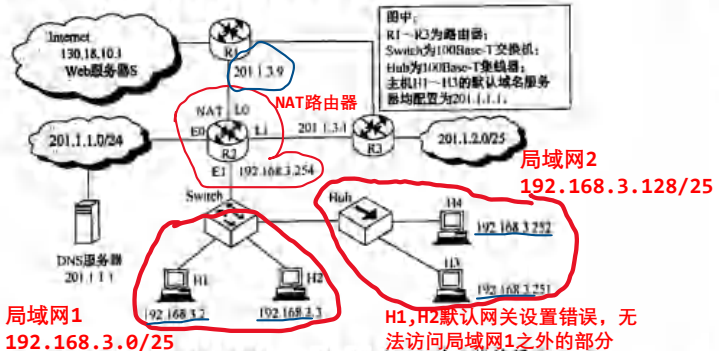 Internet
130.18.10.1
Web服务器S
R1
201.1.3.9
图中:
R1~R3为路由器;
Switch为100Base-T交换机;
Hub为100Base-T集线器;
主机H1~H3的默认域名服务
器均配置为201.1.1.1。
NAT路由器
NAT L0
201.1.1.0/24
E0
L1
201.1.3.1
R2
R3
201.1.2.0/25
E1 192.168.3.254
局域网2
192.168.3.128/25
Switch
Hub
H4
192.168.3.252
DNS服务器
201.1.1.1
H1
H2
H3
192.168.3.2
192.168.3.3
192.168.3.251
局域网1
192.168.3.0/25
H1,H2默认网关设置错误，无
法访问局域网1之外的部分